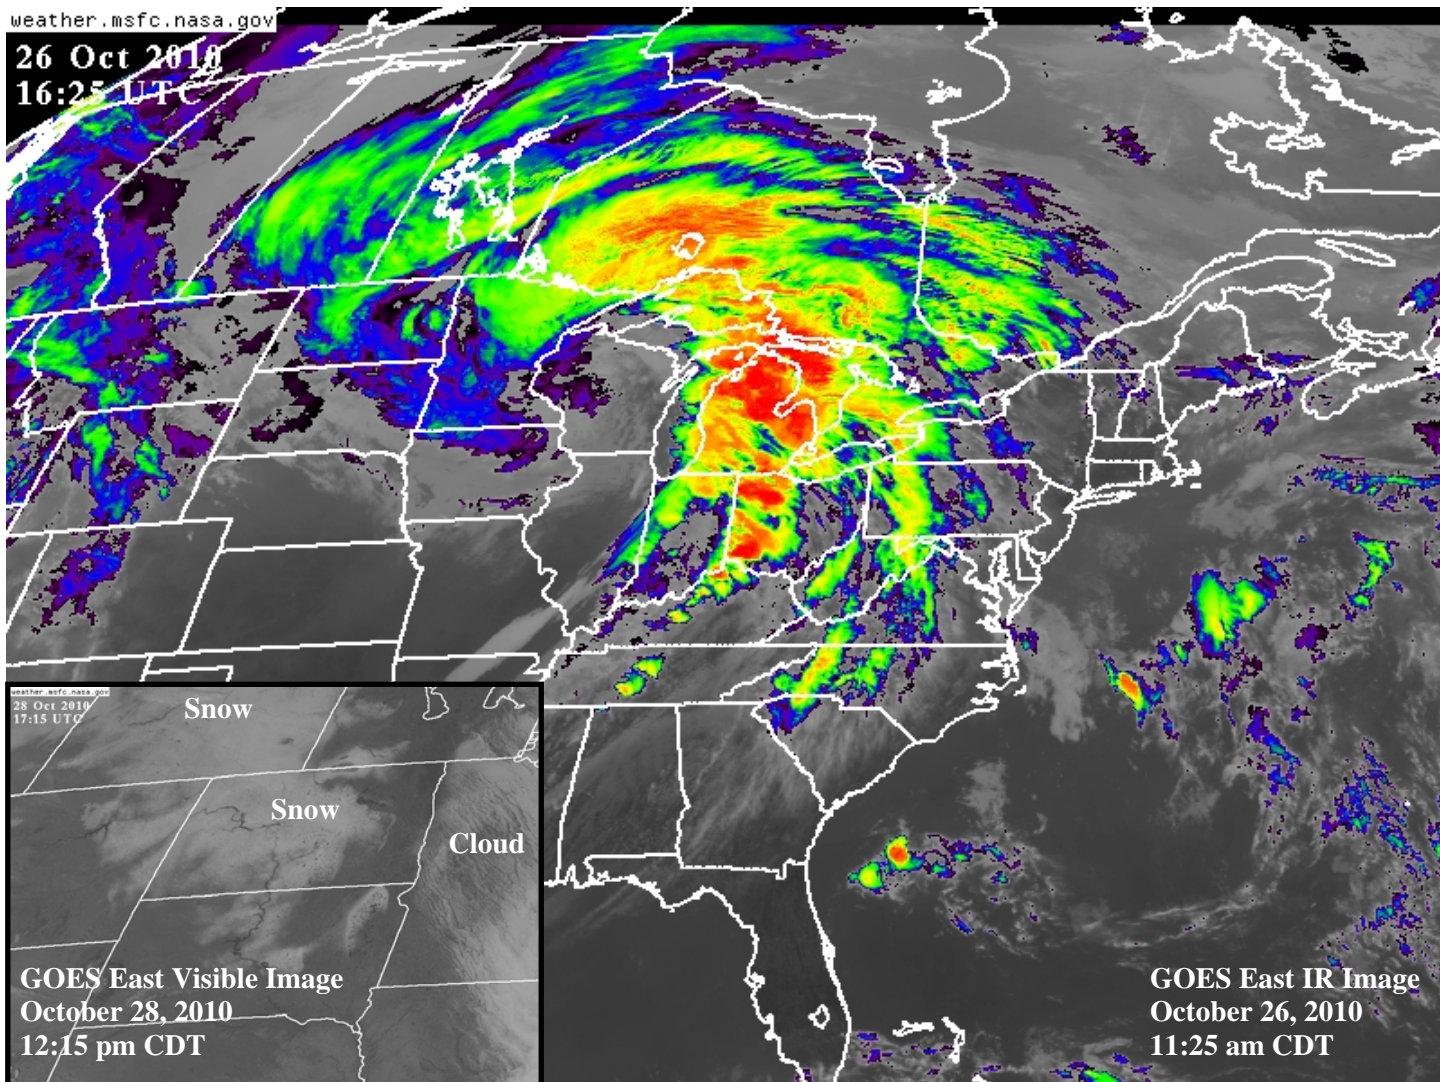 weather.msfc.nasa.gov
26 Oct 2010
16:25 UTC
weather.msfc.nasa.gov
28 Oct 2010
17:15 UTC
Snow
Snow
Cloud
GOES East Visible Image
October 28, 2010
12:15 pm CDT
GOES East IR Image
October 26, 2010
11:25 am CDT